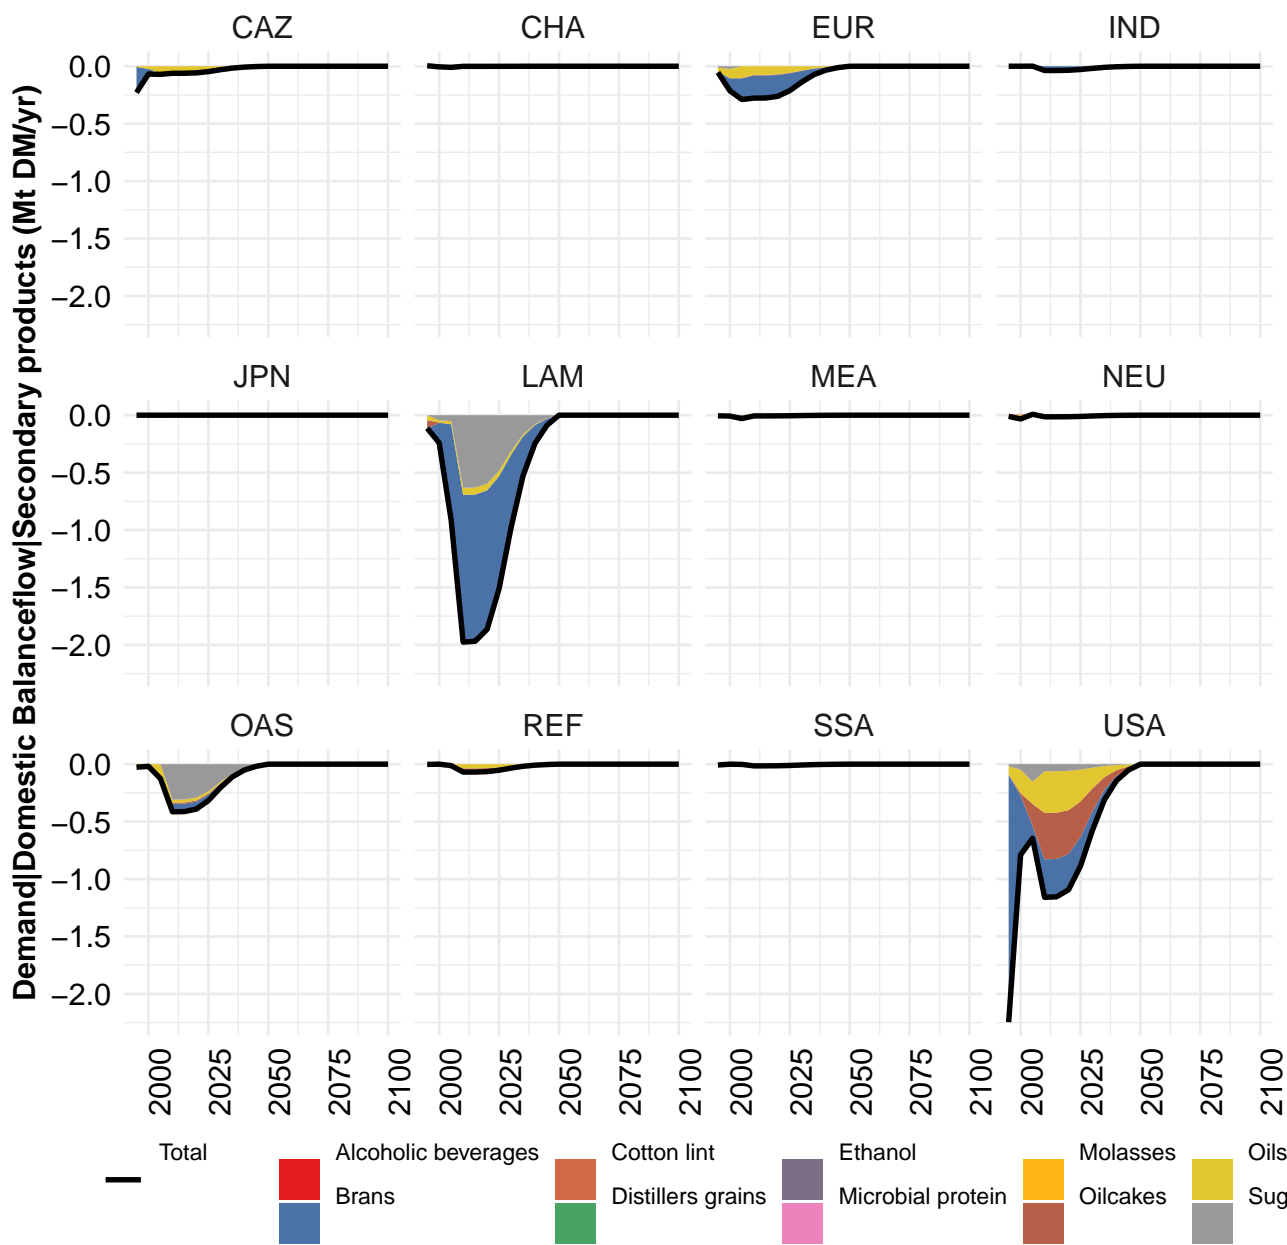 CAZ CHA EUR IND
0.0
−0.5
−1.0
−1.5
−2.0
JPN LAM MEA NEU
0.0
−0.5
−1.0
−1.5
−2.0
OAS REF SSA USA
0.0
−0.5
−1.0
−1.5
−2.0
Demand|Domestic Balanceflow|Secondary products (Mt DM/yr)
2000 2025 2050 2075 2100 2000 2025 2050 2075 2100 2000 2025 2050 2075 2100 2000 2025 2050 2075 2100
Total Alcoholic beverages Cotton lint Ethanol Molasses Oils
Brans Distillers grains Microbial protein Oilcakes Sug